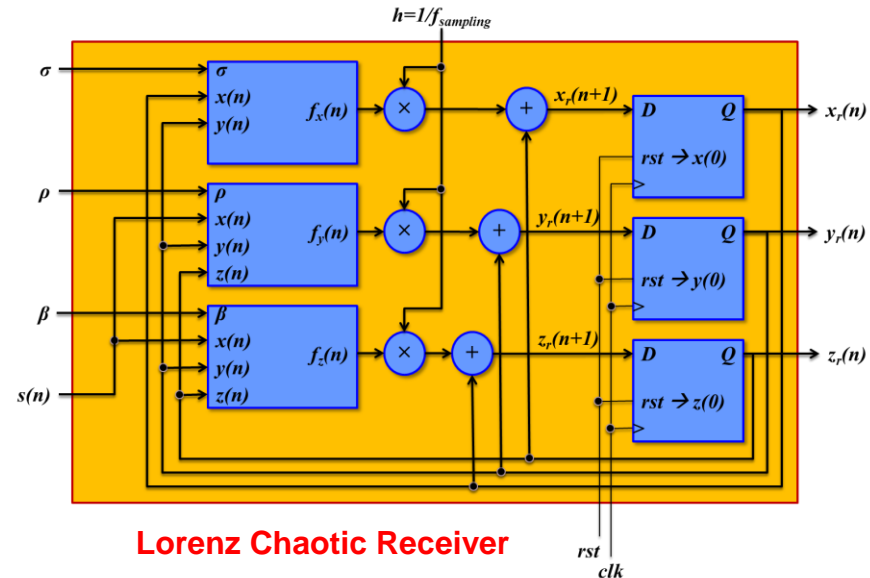 h=1/f_sampling
σ
σ
x(n)
y(n)
f_x(n)
×
+
x_r(n+1)
D
Q
rst → x(0)
x_r(n)
ρ
ρ
x(n)
y(n)
z(n)
f_y(n)
×
+
y_r(n+1)
D
Q
rst → y(0)
y_r(n)
β
β
x(n)
y(n)
z(n)
f_z(n)
×
+
z_r(n+1)
D
Q
rst → z(0)
z_r(n)
s(n)
Lorenz Chaotic Receiver
rst
clk